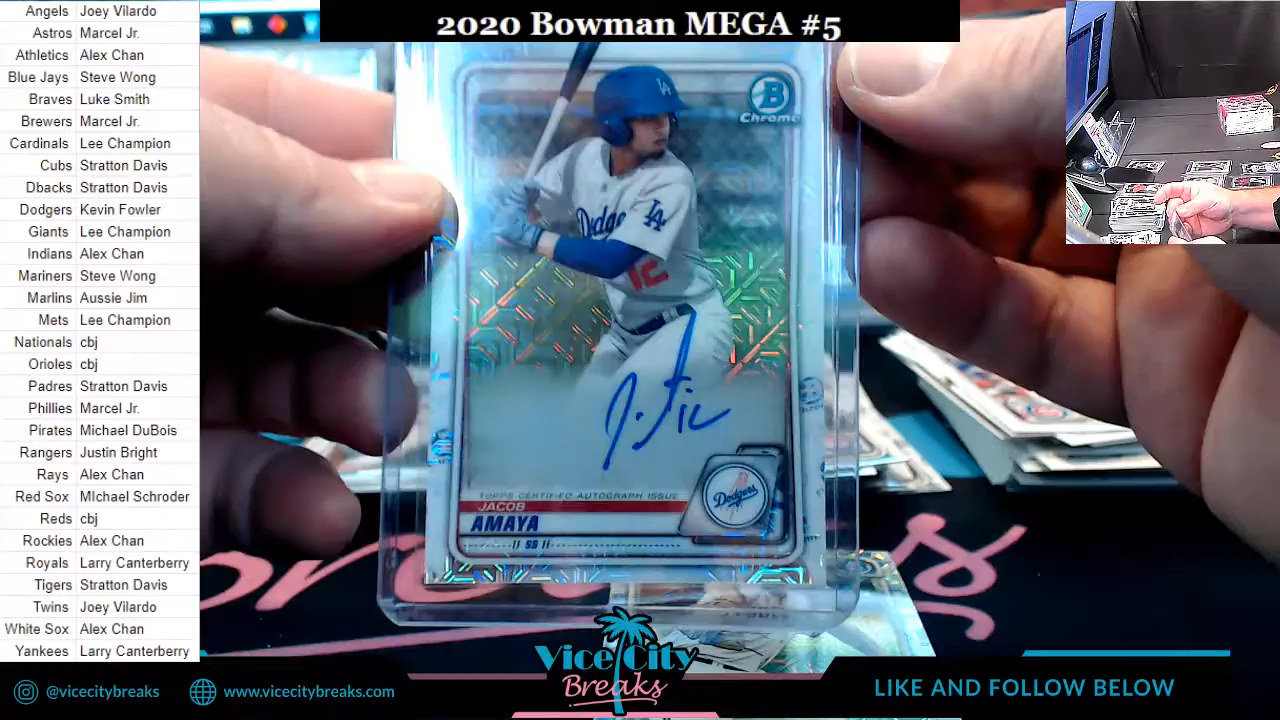 2020 Bowman MEGA #5
Angels Joey Vilardo
Astros Marcel Jr.
Athletics Alex Chan
Blue Jays Steve Wong
Braves Luke Smith
Brewers Marcel Jr.
Cardinals Lee Champion
Cubs Stratton Davis
Dbacks Stratton Davis
Dodgers Kevin Fowler
Giants Lee Champion
Indians Alex Chan
Mariners Steve Wong
Marlins Aussie Jim
Mets Lee Champion
Nationals cbj
Orioles cbj
Padres Stratton Davis
Phillies Marcel Jr.
Pirates Michael DuBois
Rangers Justin Bright
Rays Alex Chan
Red Sox MIchael Schroder
Reds cbj
Rockies Alex Chan
Royals Larry Canterberry
Tigers Stratton Davis
Twins Joey Vilardo
White Sox Alex Chan
Yankees Larry Canterberry
B
Chrome
LA
Dodgers
LA
12
TOPPS CERTIFIED AUTOGRAPH ISSUE
JACOB
AMAYA
SS
Dodgers
Vice City
Breaks
@vicecitybreaks
www.vicecitybreaks.com
LIKE AND FOLLOW BELOW